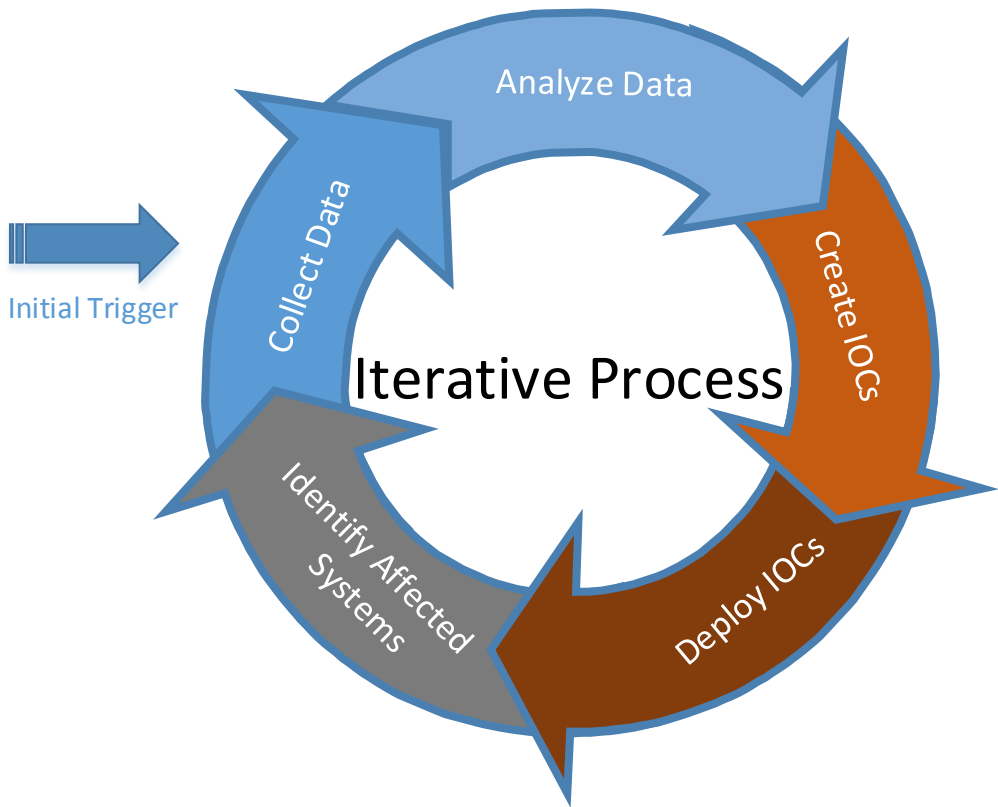 Analyze Data
Collect Data
Create IOCs
Initial Trigger
Iterative Process
Identify Affected
Systems
Deploy IOCs